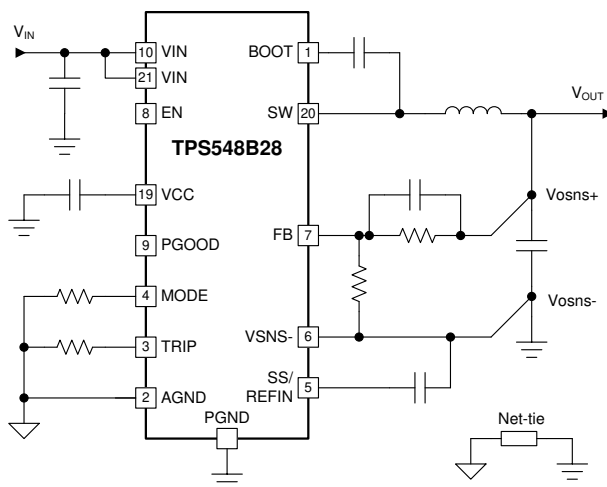 VIN
10
VIN
BOOT
1
21
VIN
8
EN
SW
20
VOUT
TPS548B28
19
VCC
Vosns+
9
PGOOD
FB
7
4
MODE
Vosns-
3
TRIP
VSNS-
6
SS/
REFIN
5
2
AGND
PGND
Net-tie